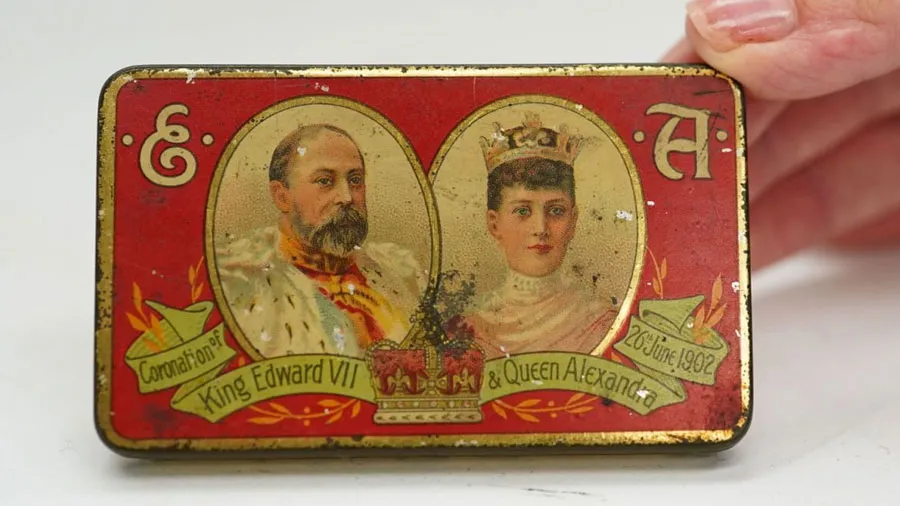 E
A
Coronation of
King Edward VII
& Queen Alexandra
26th June, 1902